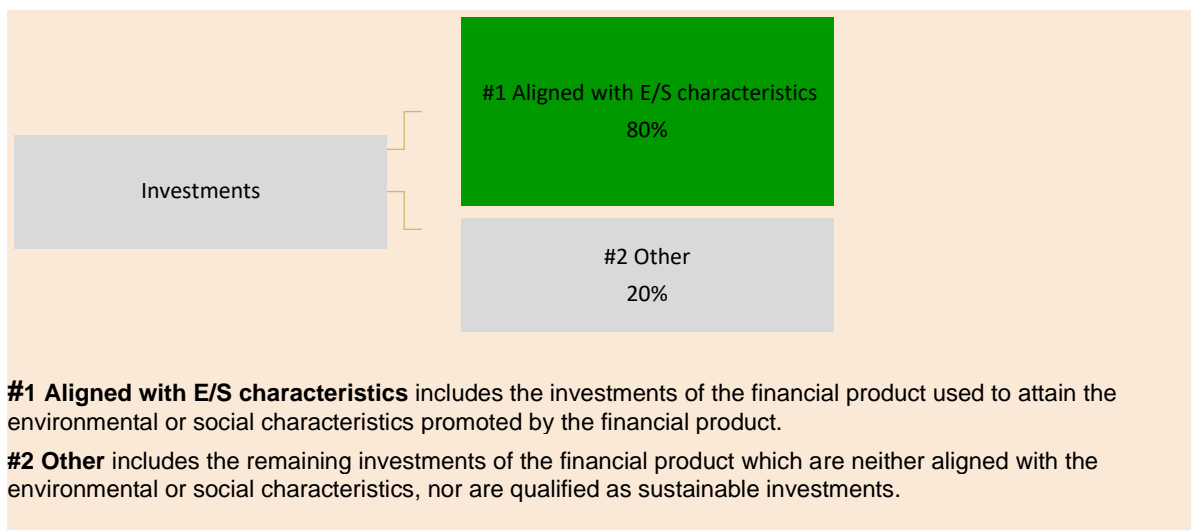 #1 Aligned with E/S characteristics
80%
Investments
#2 Other
20%
#1 Aligned with E/S characteristics includes the investments of the financial product used to attain the
environmental or social characteristics promoted by the financial product.
#2 Other includes the remaining investments of the financial product which are neither aligned with the
environmental or social characteristics, nor are qualified as sustainable investments.